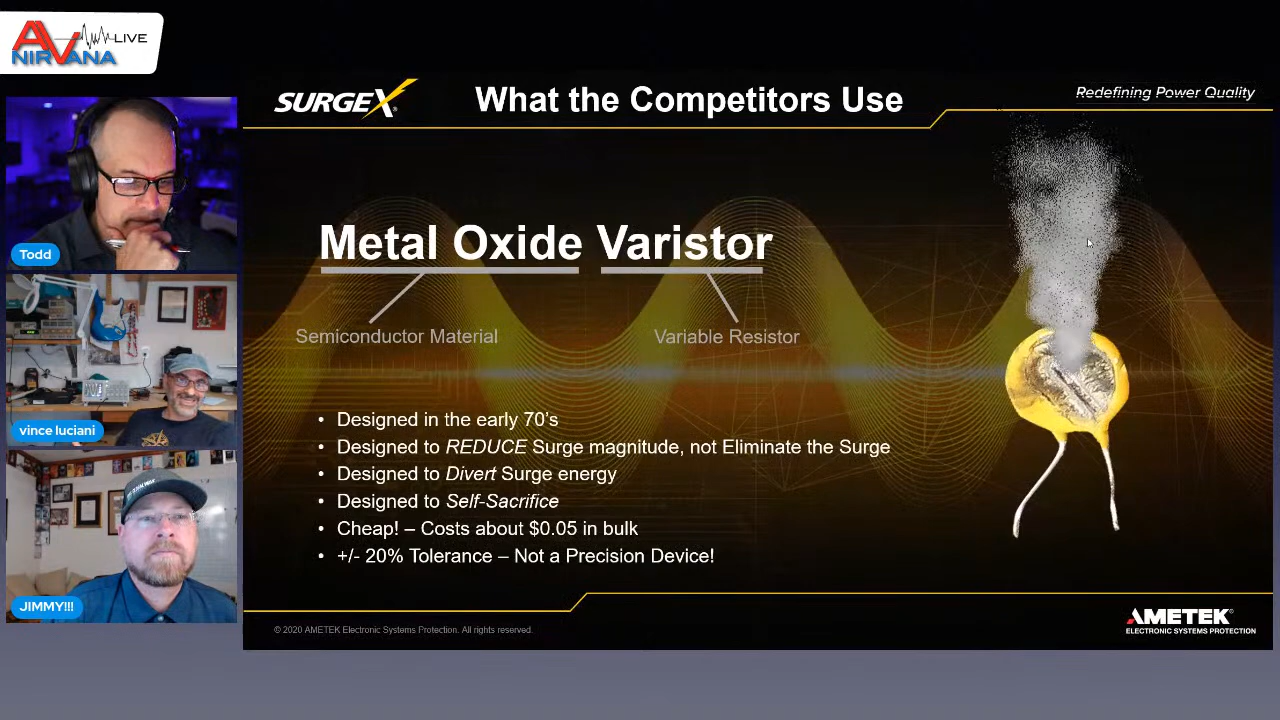 AV NIRVANA LIVE
SURGEX®
What the Competitors Use
Redefining Power Quality
Todd
vince luciani
JIMMY!!!
Metal Oxide Varistor
Semiconductor Material
Variable Resistor
• Designed in the early 70's
• Designed to REDUCE Surge magnitude, not Eliminate the Surge
• Designed to Divert Surge energy
• Designed to Self-Sacrifice
• Cheap! – Costs about $0.05 in bulk
• +/- 20% Tolerance – Not a Precision Device!
© 2020 AMETEK Electronic Systems Protection. All rights reserved.
AMETEK®
ELECTRONIC SYSTEMS PROTECTION